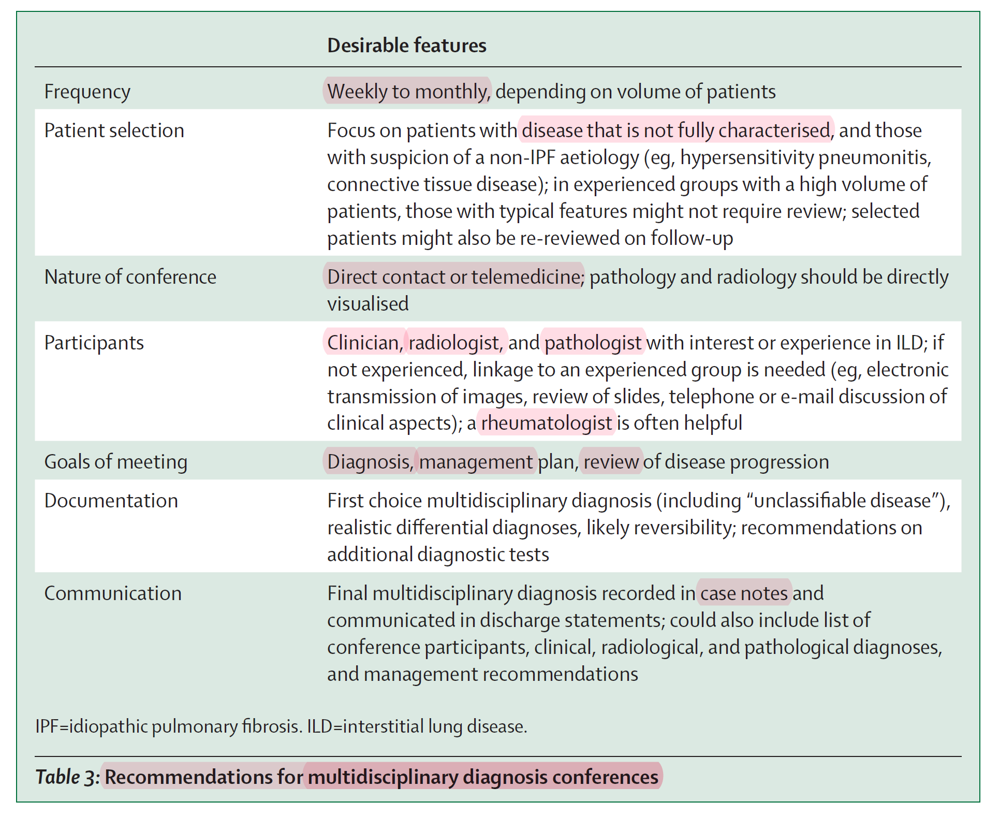 Desirable features
Frequency
Weekly to monthly, depending on volume of patients
Patient selection
Focus on patients with disease that is not fully characterised, and those
with suspicion of a non-IPF aetiology (eg, hypersensitivity pneumonitis,
connective tissue disease); in experienced groups with a high volume of
patients, those with typical features might not require review; selected
patients might also be re-reviewed on follow-up
Nature of conference
Direct contact or telemedicine; pathology and radiology should be directly
visualised
Participants
Clinician, radiologist, and pathologist with interest or experience in ILD; if
not experienced, linkage to an experienced group is needed (eg, electronic
transmission of images, review of slides, telephone or e-mail discussion of
clinical aspects); a rheumatologist is often helpful
Goals of meeting
Diagnosis, management plan, review of disease progression
Documentation
First choice multidisciplinary diagnosis (including “unclassifiable disease”),
realistic differential diagnoses, likely reversibility; recommendations on
additional diagnostic tests
Communication
Final multidisciplinary diagnosis recorded in case notes and
communicated in discharge statements; could also include list of
conference participants, clinical, radiological, and pathological diagnoses,
and management recommendations
IPF=idiopathic pulmonary fibrosis. ILD=interstitial lung disease.
Table 3: Recommendations for multidisciplinary diagnosis conferences